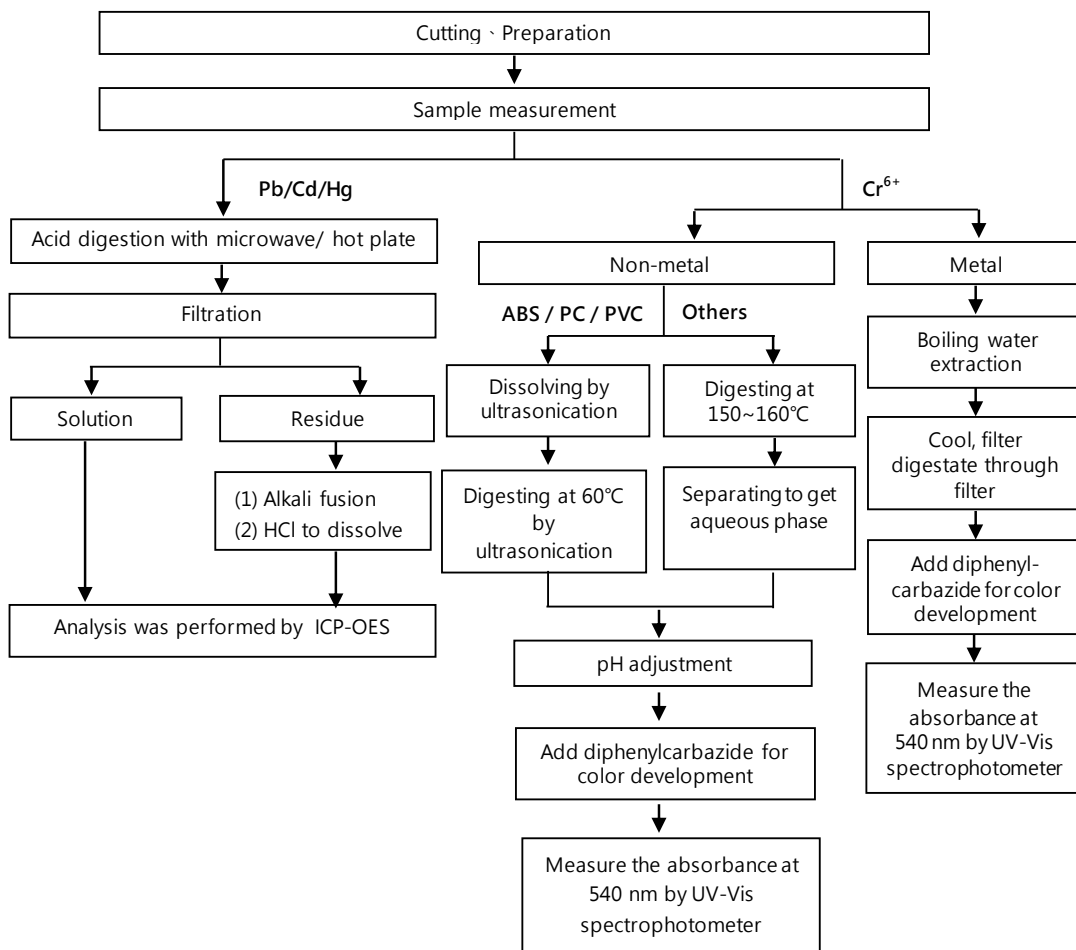 Cutting、Preparation
Sample measurement
Pb/Cd/Hg
Cr⁶⁺
Acid digestion with microwave/ hot plate
Filtration
Solution
Residue
(1) Alkali fusion
(2) HCl to dissolve
Analysis was performed by ICP-OES
Non-metal
ABS / PC / PVC
Others
Dissolving by
ultrasonication
Digesting at
150~160℃
Digesting at 60℃
by
ultrasonication
Separating to get
aqueous phase
pH adjustment
Add diphenylcarbazide for
color development
Measure the absorbance at
540 nm by UV-Vis
spectrophotometer
Metal
Boiling water
extraction
Cool, filter
digestate through
filter
Add diphenyl-
carbazide for color
development
Measure the
absorbance at
540 nm by UV-Vis
spectrophotometer